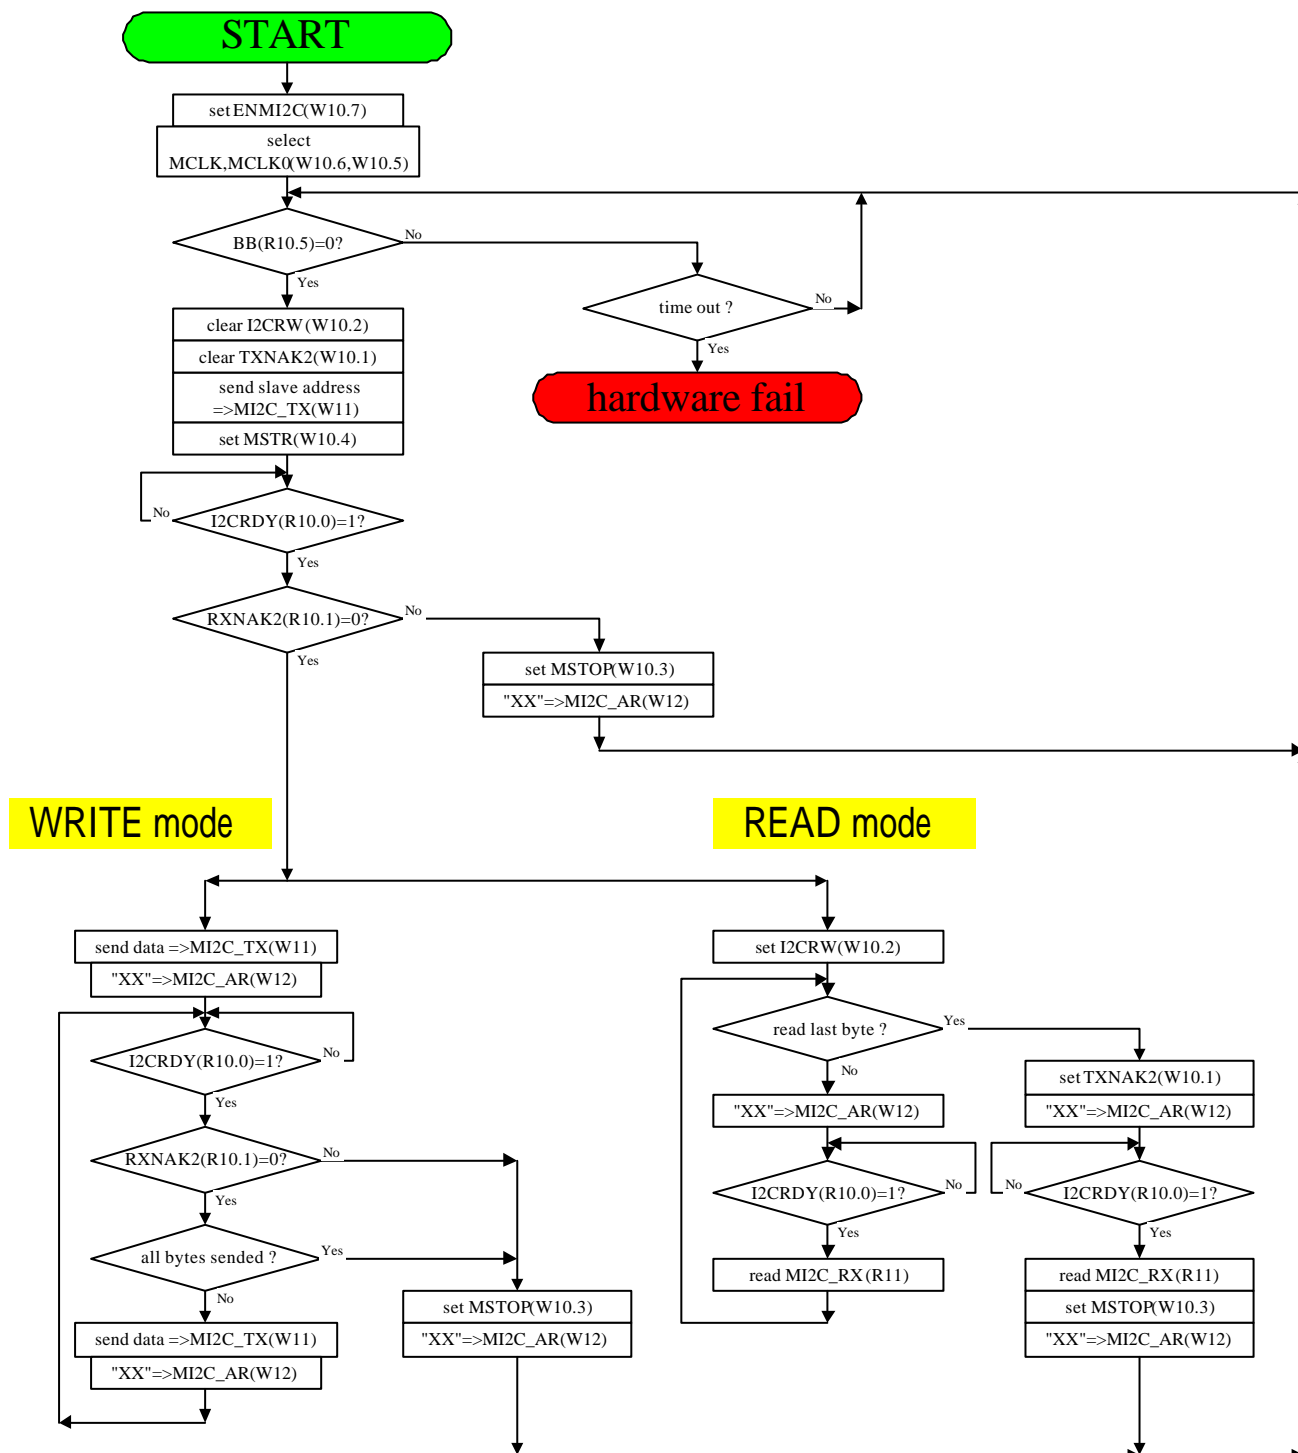 START
set ENMI2C(W10.7)
select
MCLK,MCLK0(W10.6,W10.5)
BB(R10.5)=0?
No
Yes
time out ?
No
Yes
hardware fail
clear I2CRW(W10.2)
clear TXNAK2(W10.1)
send slave address
=>MI2C_TX(W11)
set MSTR(W10.4)
No
I2CRDY(R10.0)=1?
Yes
RXNAK2(R10.1)=0?
No
Yes
set MSTOP(W10.3)
"XX"=>MI2C_AR(W12)
WRITE mode
send data =>MI2C_TX(W11)
"XX"=>MI2C_AR(W12)
I2CRDY(R10.0)=1?
No
Yes
RXNAK2(R10.1)=0?
No
Yes
all bytes sended ?
Yes
No
send data =>MI2C_TX(W11)
"XX"=>MI2C_AR(W12)
set MSTOP(W10.3)
"XX"=>MI2C_AR(W12)
READ mode
set I2CRW(W10.2)
read last byte ?
Yes
No
"XX"=>MI2C_AR(W12)
I2CRDY(R10.0)=1?
No
Yes
read MI2C_RX(R11)
set TXNAK2(W10.1)
"XX"=>MI2C_AR(W12)
No
I2CRDY(R10.0)=1?
Yes
read MI2C_RX(R11)
set MSTOP(W10.3)
"XX"=>MI2C_AR(W12)